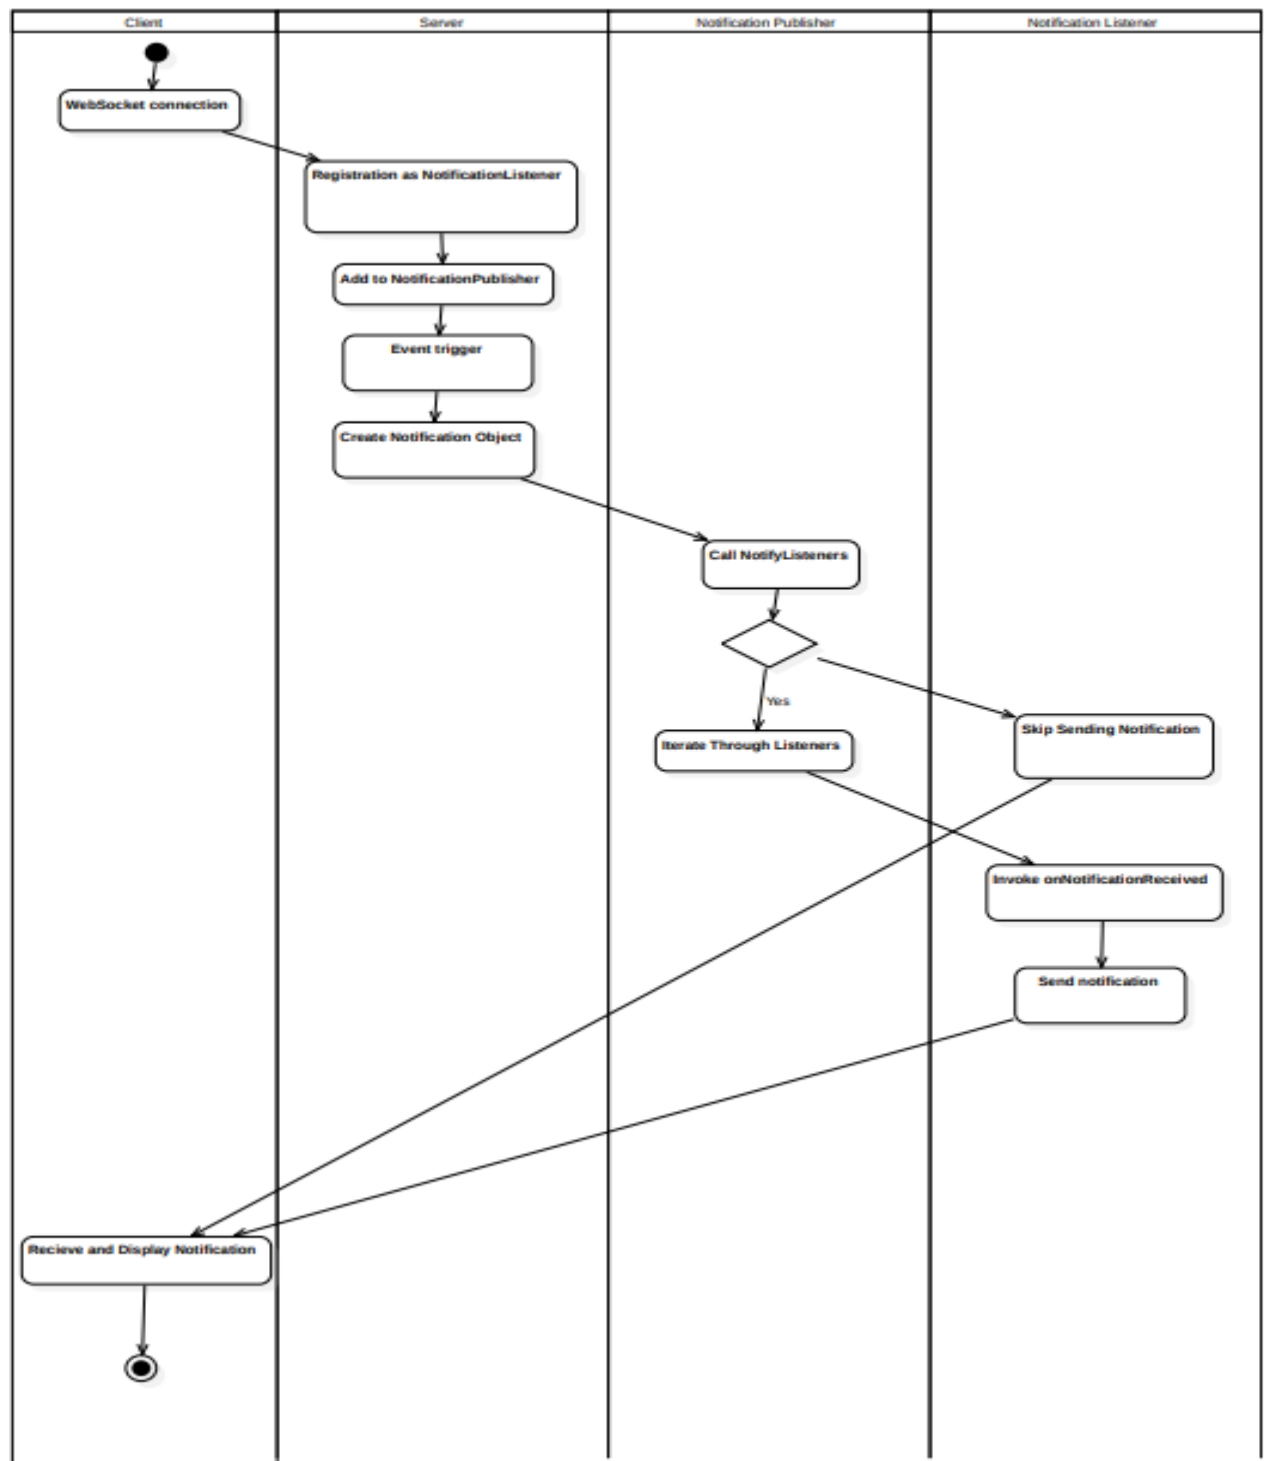 Client
Server
Notification Publisher
Notification Listener
WebSocket connection
Registration as NotificationListener
Add to NotificationPublisher
Event trigger
Create Notification Object
Call NotifyListeners
Yes
Skip Sending Notification
Iterate Through Listeners
Invoke onNotificationReceived
Send notification
Recieve and Display Notification